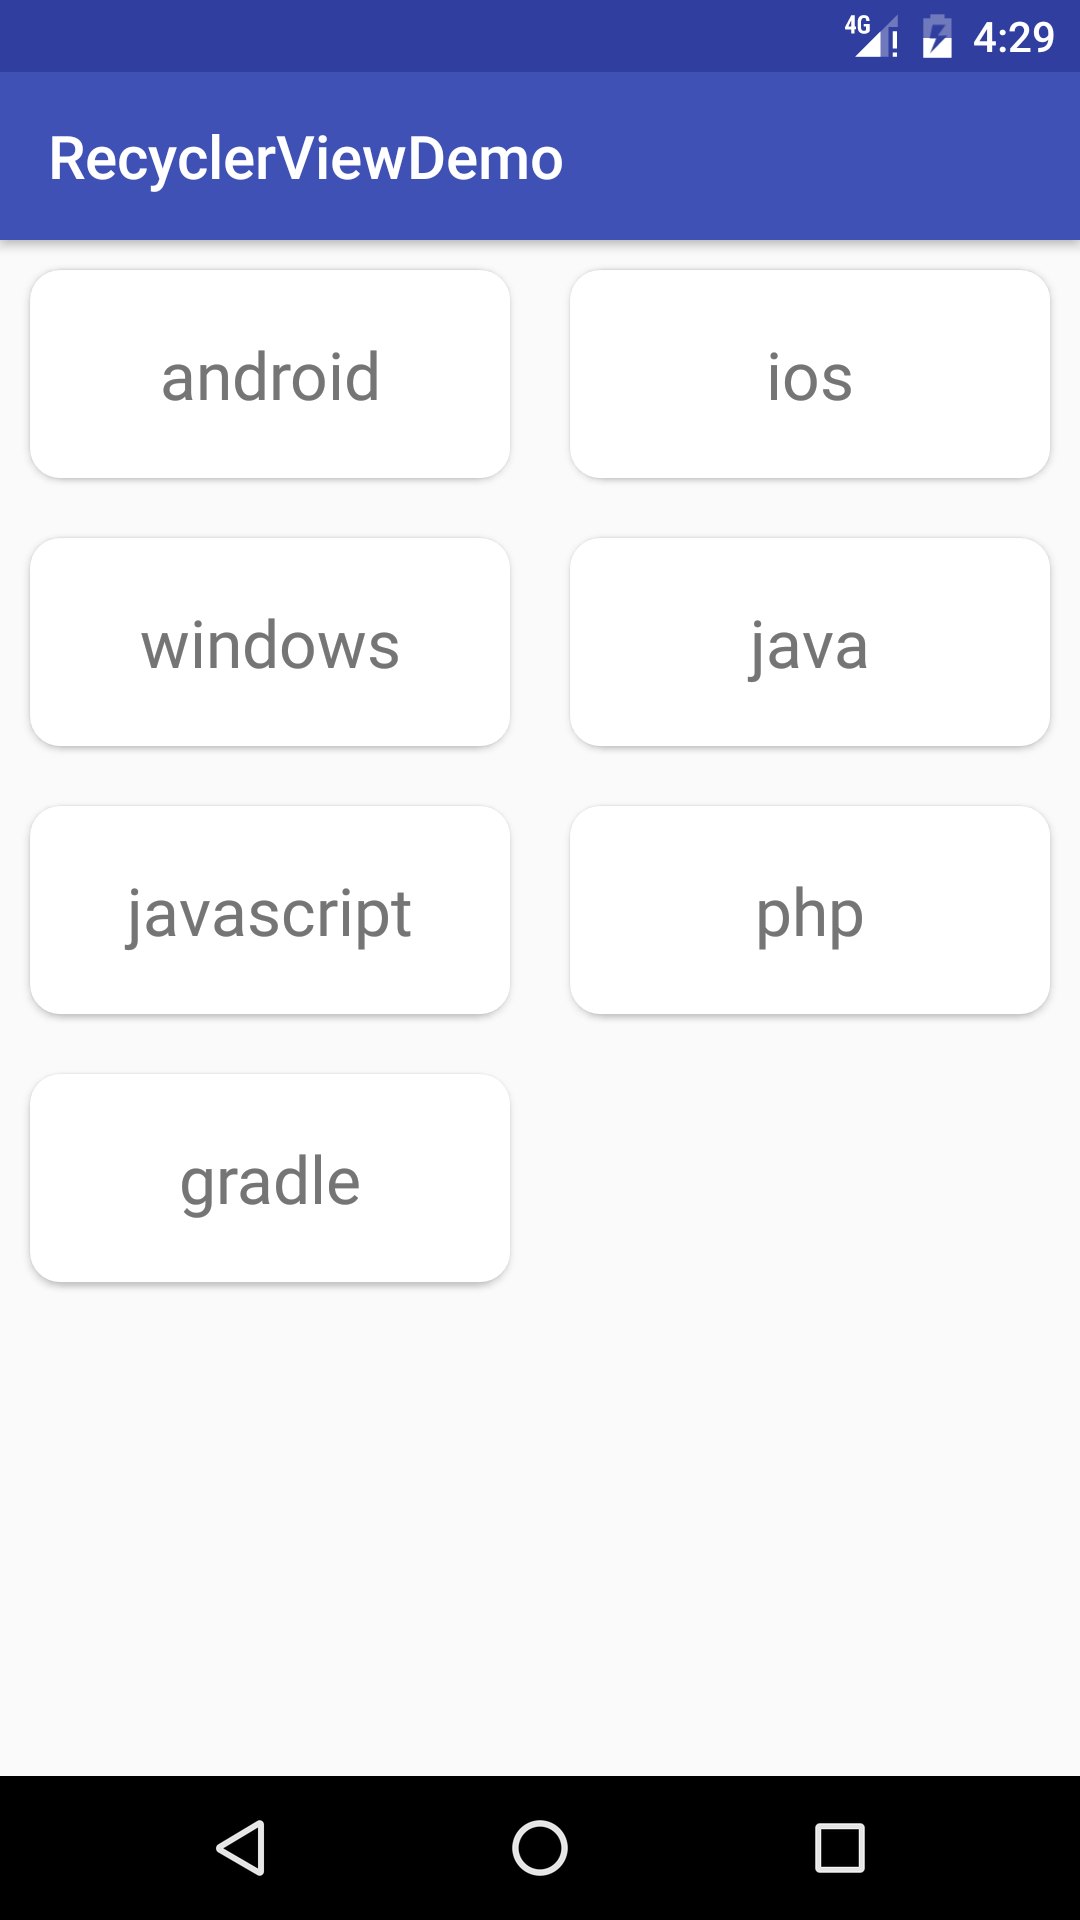 4G 4:29
RecyclerViewDemo
android ios
windows java
javascript php
gradle